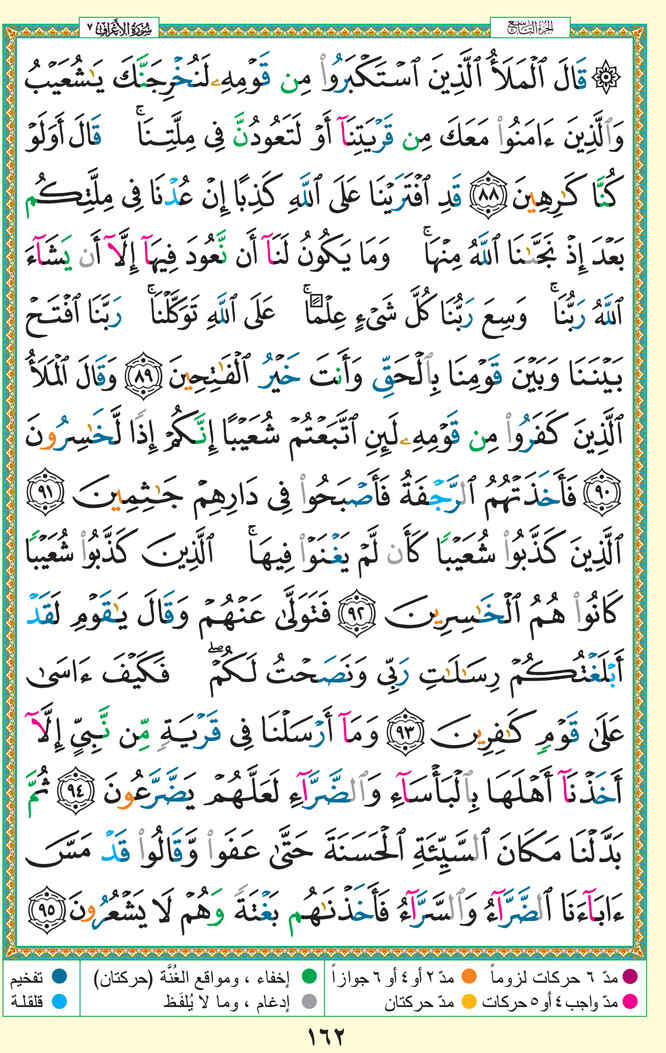 سُورَةُ الأَعْرَافِ ٧
الجزء التاسع
۞ قَالَ ٱلْمَلَأُ ٱلَّذِينَ ٱسْتَكْبَرُوا۟ مِن قَوْمِهِۦ لَنُخْرِجَنَّكَ يَـٰشُعَيْبُ
وَٱلَّذِينَ ءَامَنُوا۟ مَعَكَ مِن قَرْيَتِنَآ أَوْ لَتَعُودُنَّ فِى مِلَّتِنَا ۚ قَالَ أَوَلَوْ
كُنَّا كَـٰرِهِينَ ﴿٨٨﴾ قَدِ ٱفْتَرَيْنَا عَلَى ٱللَّهِ كَذِبًا إِنْ عُدْنَا فِى مِلَّتِكُم
بَعْدَ إِذْ نَجَّىٰنَا ٱللَّهُ مِنْهَا ۚ وَمَا يَكُونُ لَنَآ أَن نَّعُودَ فِيهَآ إِلَّآ أَن يَشَآءَ
ٱللَّهُ رَبُّنَا ۚ وَسِعَ رَبُّنَا كُلَّ شَىْءٍ عِلْمًا ۚ عَلَى ٱللَّهِ تَوَكَّلْنَا ۚ رَبَّنَا ٱفْتَحْ
بَيْنَنَا وَبَيْنَ قَوْمِنَا بِٱلْحَقِّ وَأَنتَ خَيْرُ ٱلْفَـٰتِحِينَ ﴿٨٩﴾ وَقَالَ ٱلْمَلَأُ
ٱلَّذِينَ كَفَرُوا۟ مِن قَوْمِهِۦ لَئِنِ ٱتَّبَعْتُمْ شُعَيْبًا إِنَّكُمْ إِذًا لَّخَـٰسِرُونَ
﴿٩٠﴾ فَأَخَذَتْهُمُ ٱلرَّجْفَةُ فَأَصْبَحُوا۟ فِى دَارِهِمْ جَـٰثِمِينَ ﴿٩١﴾
ٱلَّذِينَ كَذَّبُوا۟ شُعَيْبًا كَأَن لَّمْ يَغْنَوْا۟ فِيهَا ۚ ٱلَّذِينَ كَذَّبُوا۟ شُعَيْبًا
كَانُوا۟ هُمُ ٱلْخَـٰسِرِينَ ﴿٩٢﴾ فَتَوَلَّىٰ عَنْهُمْ وَقَالَ يَـٰقَوْمِ لَقَدْ
أَبْلَغْتُكُمْ رِسَـٰلَـٰتِ رَبِّى وَنَصَحْتُ لَكُمْ ۖ فَكَيْفَ ءَاسَىٰ
عَلَىٰ قَوْمٍ كَـٰفِرِينَ ﴿٩٣﴾ وَمَآ أَرْسَلْنَا فِى قَرْيَةٍ مِّن نَّبِىٍّ إِلَّآ
أَخَذْنَآ أَهْلَهَا بِٱلْبَأْسَآءِ وَٱلضَّرَّآءِ لَعَلَّهُمْ يَضَّرَّعُونَ ﴿٩٤﴾ ثُمَّ
بَدَّلْنَا مَكَانَ ٱلسَّيِّئَةِ ٱلْحَسَنَةَ حَتَّىٰ عَفَوا۟ وَّقَالُوا۟ قَدْ مَسَّ
ءَابَآءَنَا ٱلضَّرَّآءُ وَٱلسَّرَّآءُ فَأَخَذْنَـٰهُم بَغْتَةً وَهُمْ لَا يَشْعُرُونَ ﴿٩٥﴾
مدّ ٦ حركات لزوماً مدّ ٢ أو ٤ أو ٦ جوازاً إخفاء ، ومواقع الغُنَّة (حركتان) تفخيم
مدّ واجب ٤ أو ٥ حركات مدّ حركتان إدغام ، وما لا يُلفَظ قلقلة
١٦٢